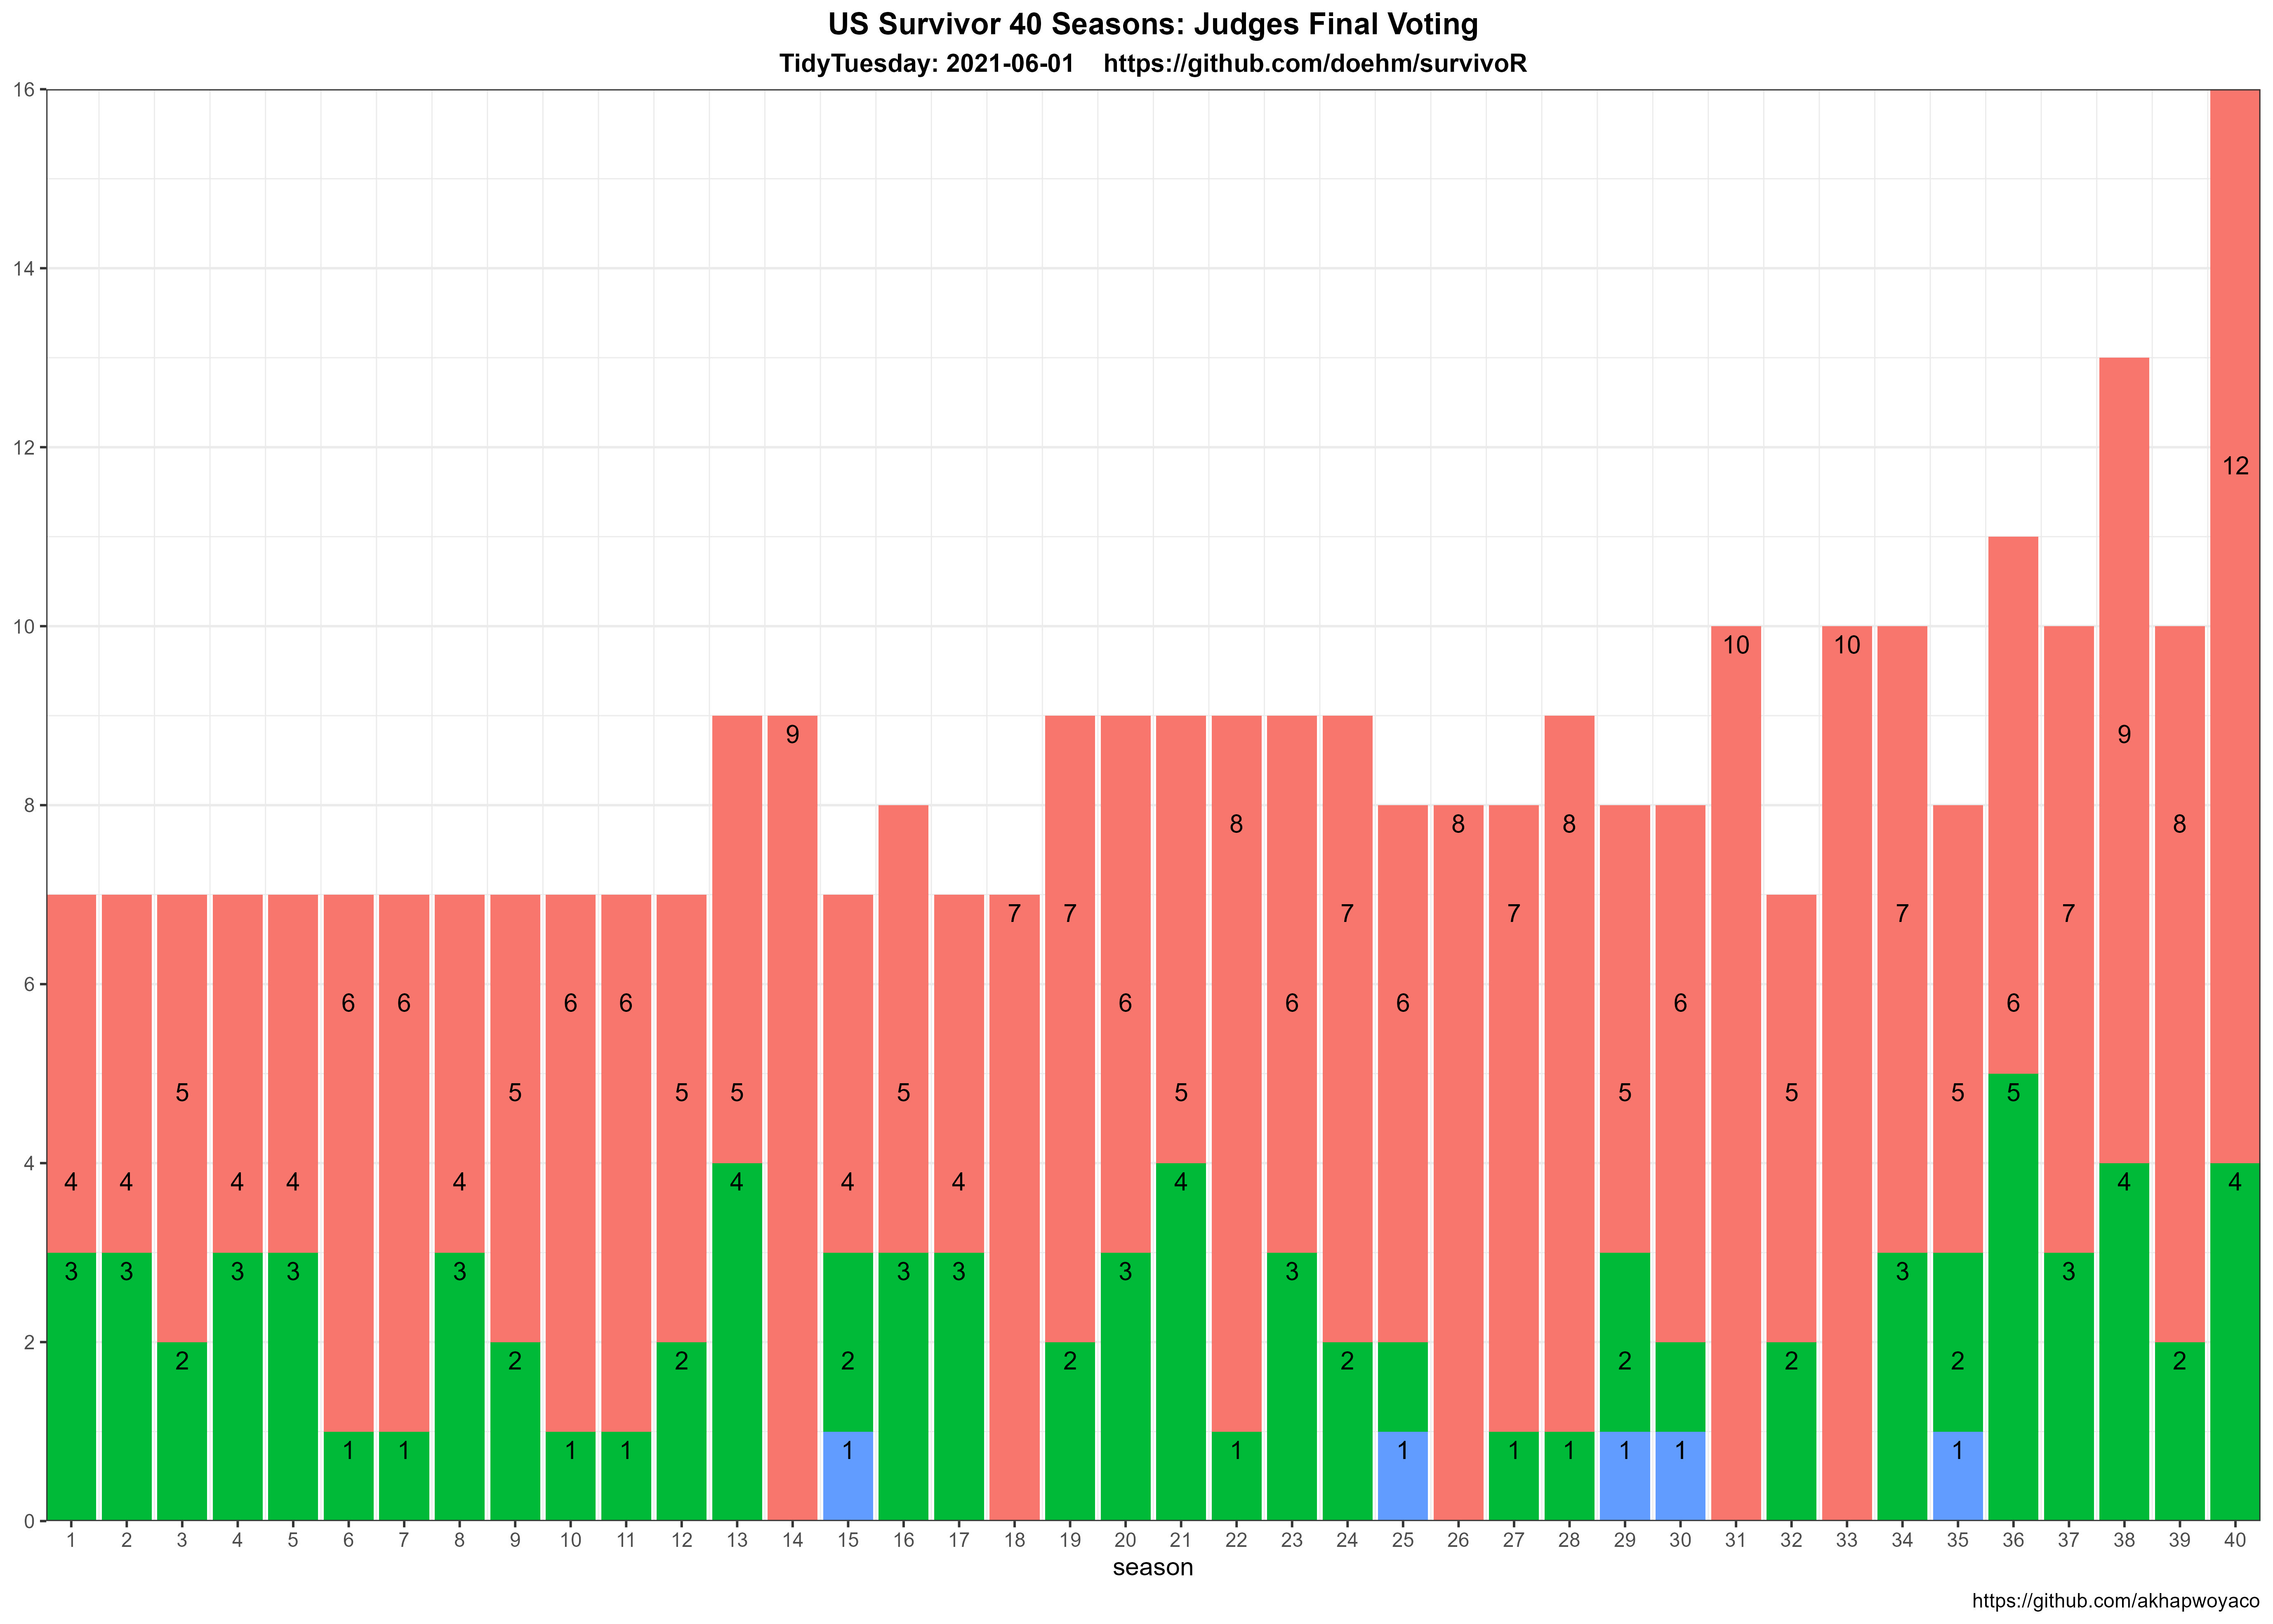 US Survivor 40 Seasons: Judges Final Voting
TidyTuesday: 2021-06-01 https://github.com/doehm/survivoR
16
14
12
12
10
10 10
9 9
8
8 8 8 8
7 7 7 7 7 7
6
6 6 6 6 6 6 6 6 6
5 5 5 5 5 5 5 5 5 5
4
4 4 4 4 4 4 4 4 4 4 4
3 3 3 3 3 3 3 3 3 3 3
2
2 2 2 2 2 2 2 2 2 2
1 1 1 1 1 1 1 1 1 1 1 1
0
1 2 3 4 5 6 7 8 9 10 11 12 13 14 15 16 17 18 19 20 21 22 23 24 25 26 27 28 29 30 31 32 33 34 35 36 37 38 39 40
season
https://github.com/akhapwoyaco